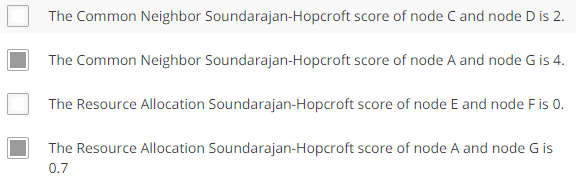 The Common Neighbor Soundarajan-Hopcroft score of node C and node D is 2.
The Common Neighbor Soundarajan-Hopcroft score of node A and node G is 4.
The Resource Allocation Soundarajan-Hopcroft score of node E and node F is 0.
The Resource Allocation Soundarajan-Hopcroft score of node A and node G is
0.7